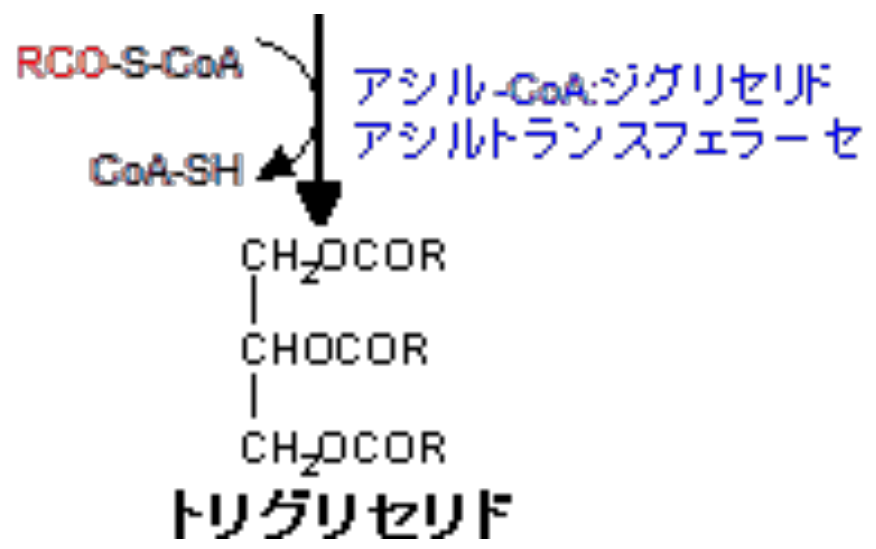 RCO-S-CoA
アシル-CoA:ジグリセリド
アシルトランスフェラーセ
CoA-SH
CH2OCOR
CHOCOR
CH2OCOR
トリグリセリド